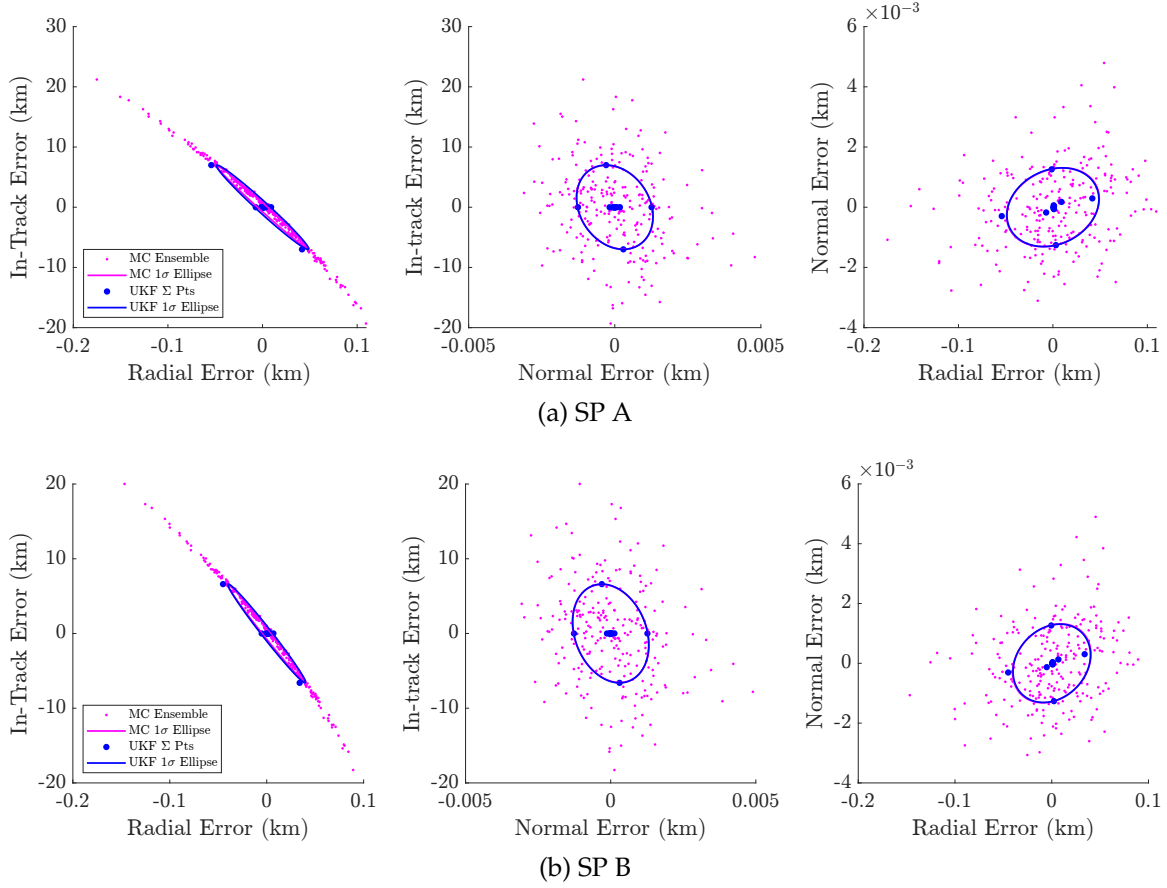 30
20
10
0
-10
-20
In-Track Error (km)
MC Ensemble
MC 1σ Ellipse
UKF Σ Pts
UKF 1σ Ellipse
-0.2 -0.1 0 0.1
Radial Error (km)
30
20
10
0
-10
-20
In-track Error (km)
-0.005 0 0.005
Normal Error (km)
×10⁻³
6
4
2
0
-2
-4
Normal Error (km)
-0.2 -0.1 0 0.1
Radial Error (km)
(a) SP A
20
10
0
-10
-20
In-Track Error (km)
MC Ensemble
MC 1σ Ellipse
UKF Σ Pts
UKF 1σ Ellipse
-0.2 -0.1 0 0.1
Radial Error (km)
20
10
0
-10
-20
In-track Error (km)
-0.005 0 0.005
Normal Error (km)
×10⁻³
6
4
2
0
-2
-4
Normal Error (km)
-0.2 -0.1 0 0.1
Radial Error (km)
(b) SP B